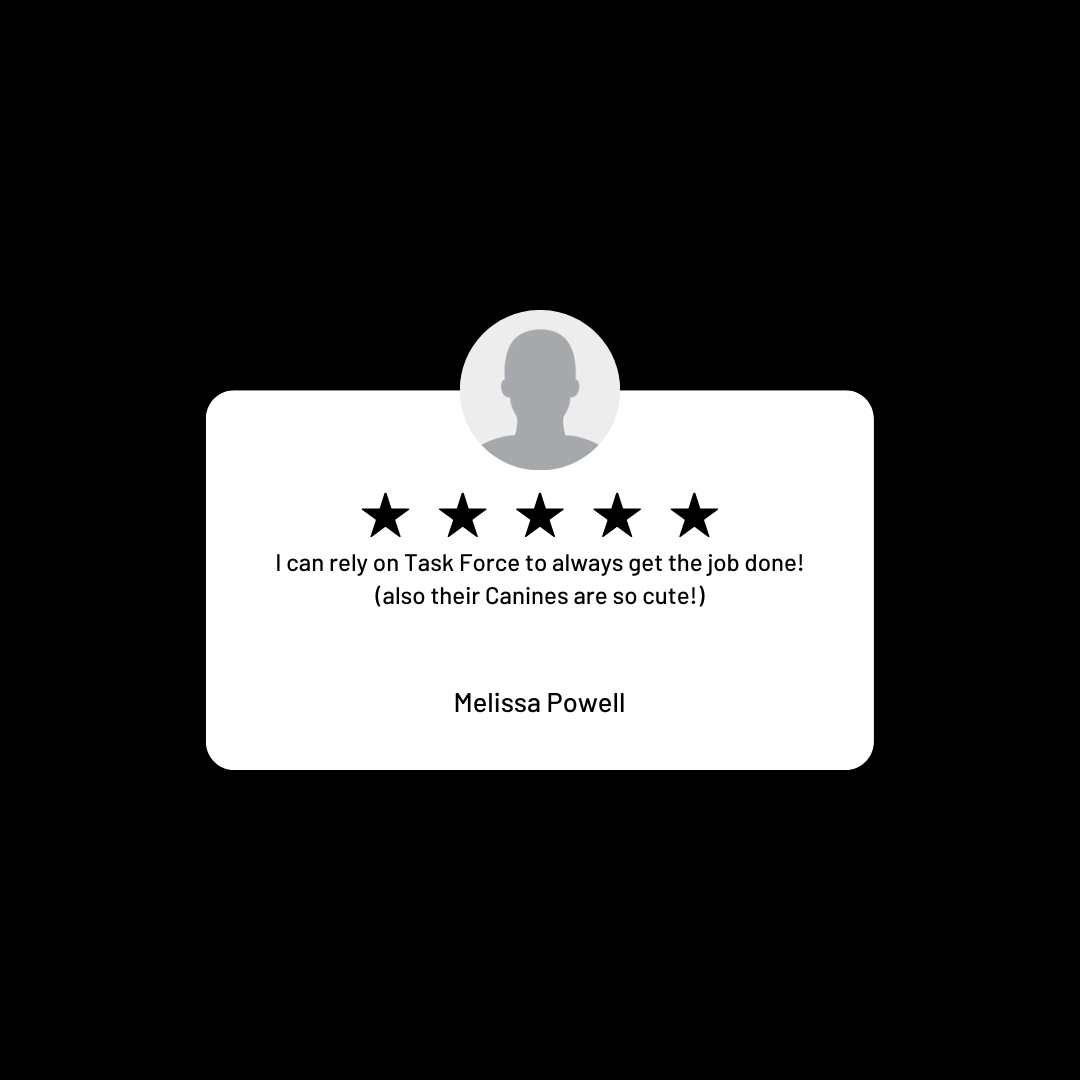 I can rely on Task Force to always get the job done!
(also their Canines are so cute!)
Melissa Powell